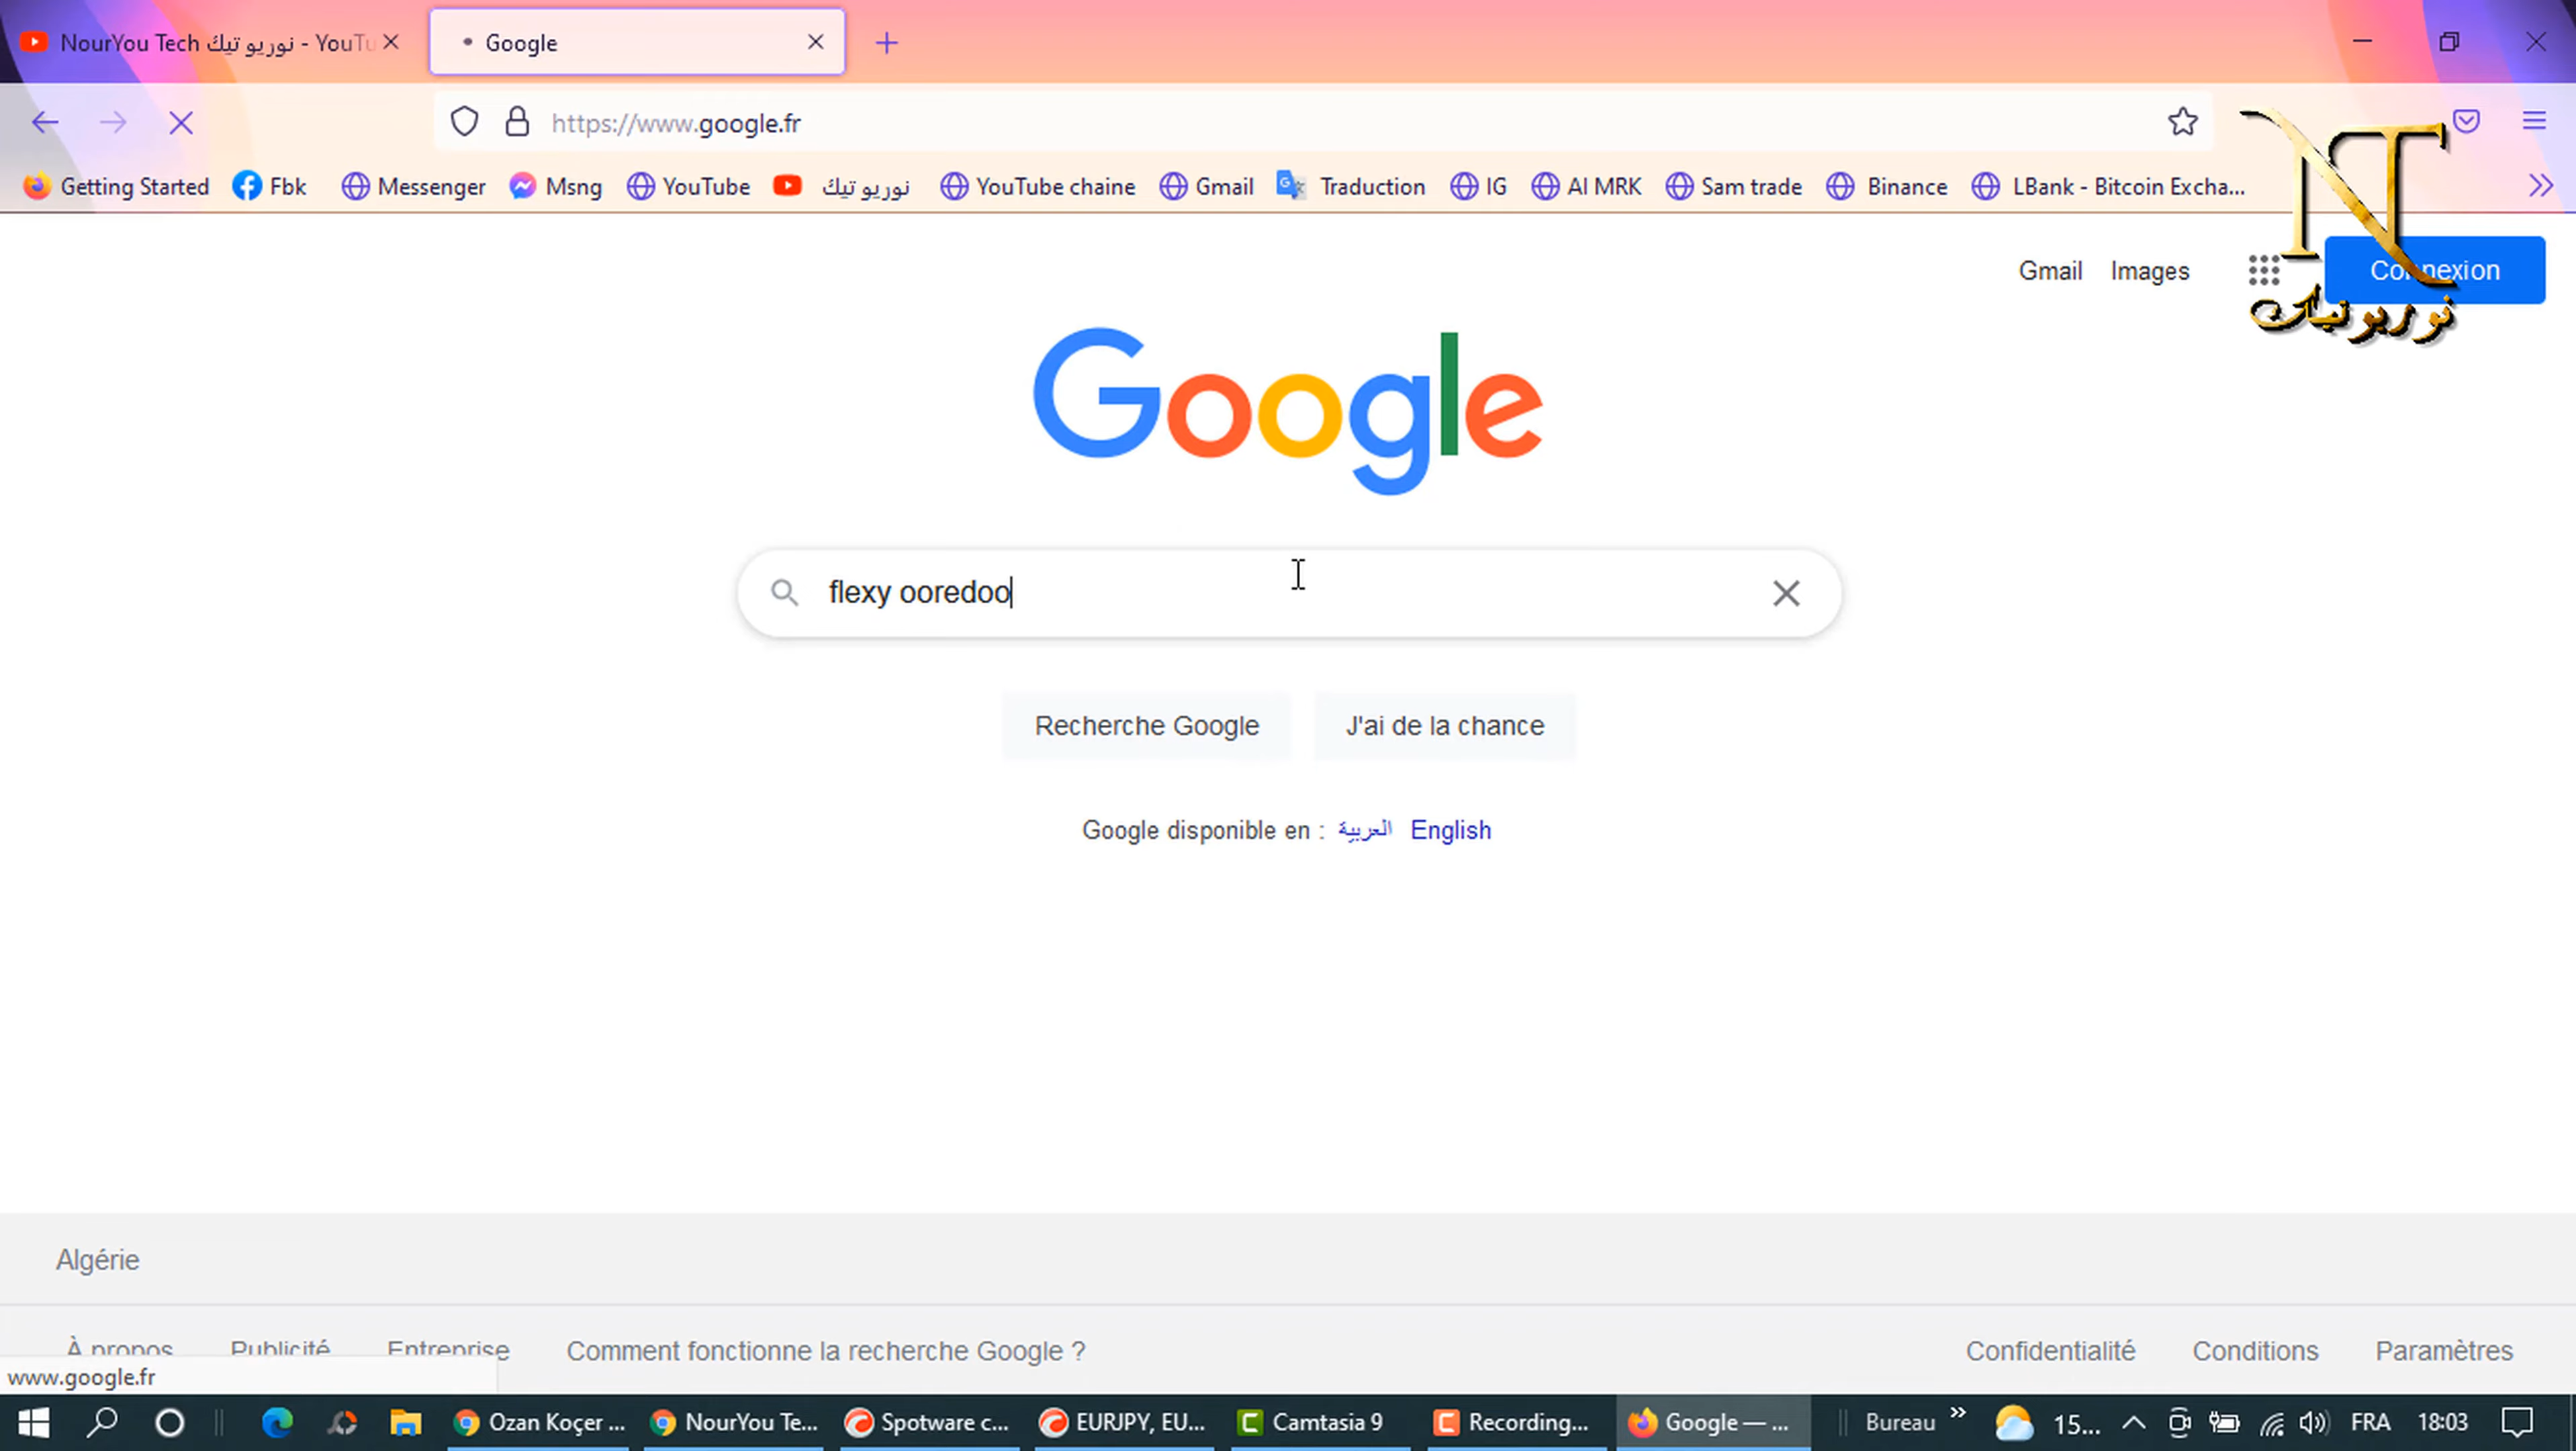 NourYou Tech نوريو تيك - YouTu
Google
https://www.google.fr
Getting Started
Fbk
Messenger
Msng
YouTube
نوريو تيك
YouTube chaine
Gmail
Traduction
IG
AI MRK
Sam trade
Binance
LBank - Bitcoin Excha...
NT
نوريو تيك
Gmail
Images
Connexion
Google
flexy ooredoo
Recherche Google
J'ai de la chance
Google disponible en : العربية English
Algérie
À propos
Publicité
Entreprise
Comment fonctionne la recherche Google ?
Confidentialité
Conditions
Paramètres
www.google.fr
Ozan Koçer ...
NourYou Te...
Spotware c...
EURJPY, EU...
Camtasia 9
Recording...
Google — ...
Bureau
15...
FRA
18:03